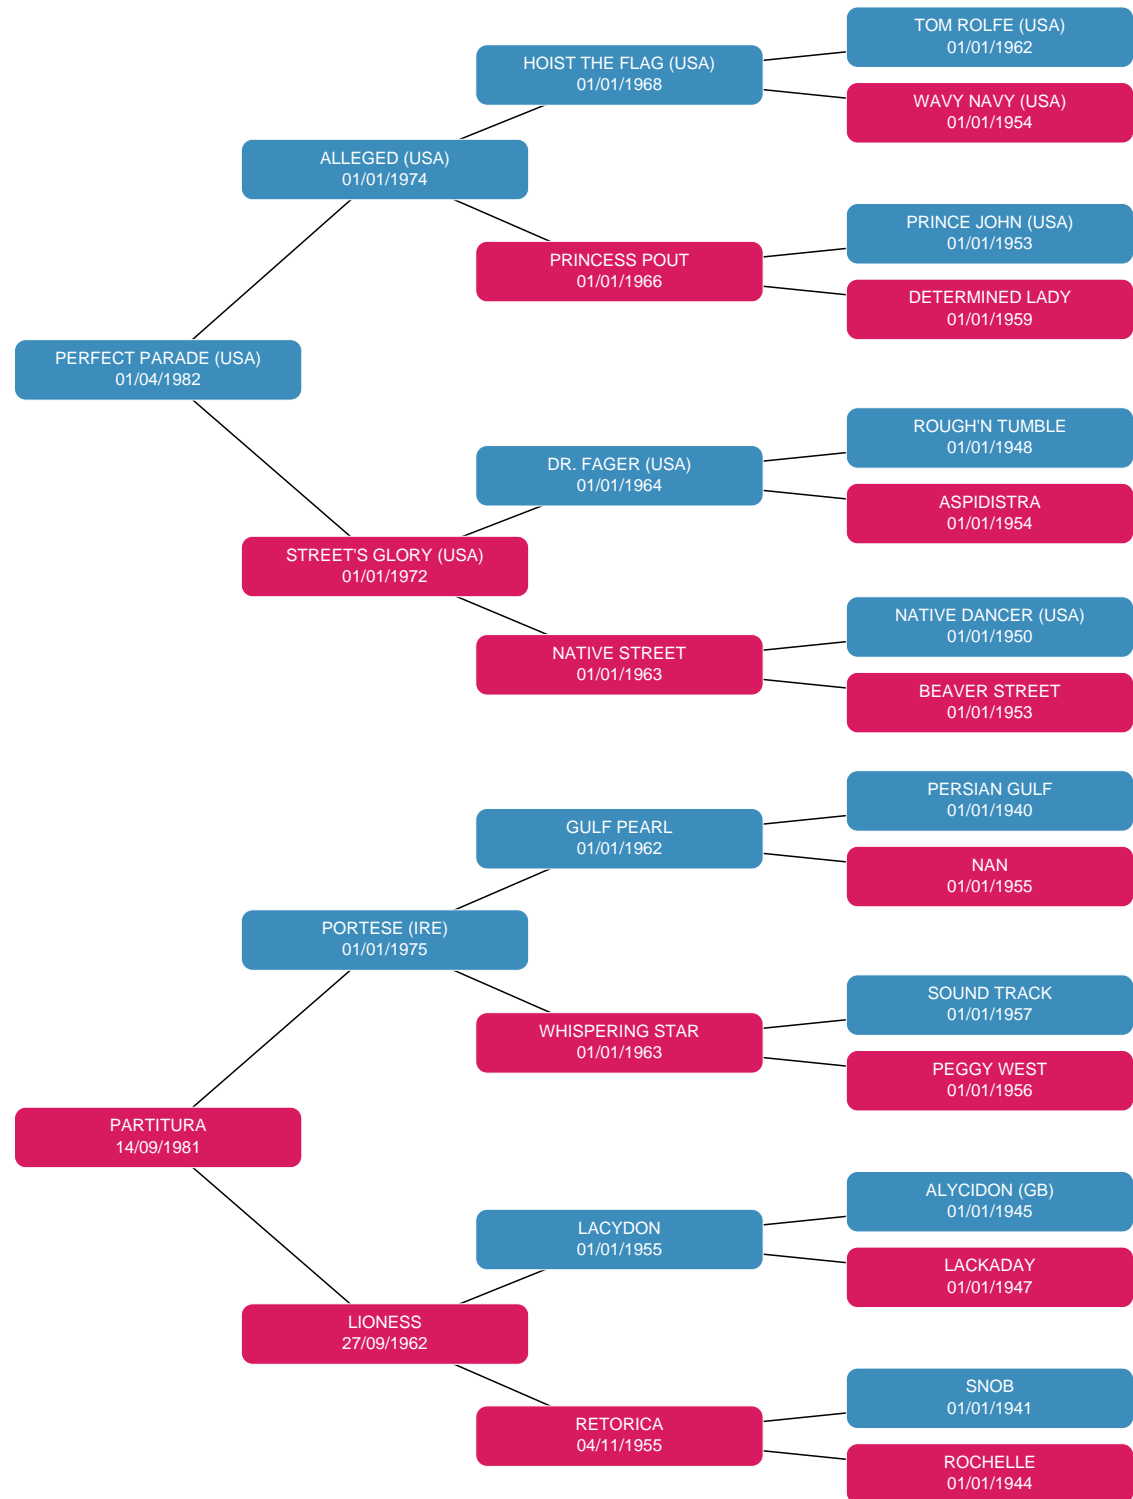 TOM ROLFE (USA)
01/01/1962
HOIST THE FLAG (USA)
01/01/1968
WAVY NAVY (USA)
01/01/1954
ALLEGED (USA)
01/01/1974
PRINCE JOHN (USA)
01/01/1953
PRINCESS POUT
01/01/1966
DETERMINED LADY
01/01/1959
PERFECT PARADE (USA)
01/04/1982
ROUGH'N TUMBLE
01/01/1948
DR. FAGER (USA)
01/01/1964
ASPIDISTRA
01/01/1954
STREET'S GLORY (USA)
01/01/1972
NATIVE DANCER (USA)
01/01/1950
NATIVE STREET
01/01/1963
BEAVER STREET
01/01/1953
PERSIAN GULF
01/01/1940
GULF PEARL
01/01/1962
NAN
01/01/1955
PORTESE (IRE)
01/01/1975
SOUND TRACK
01/01/1957
WHISPERING STAR
01/01/1963
PEGGY WEST
01/01/1956
PARTITURA
14/09/1981
ALYCIDON (GB)
01/01/1945
LACYDON
01/01/1955
LACKADAY
01/01/1947
LIONESS
27/09/1962
SNOB
01/01/1941
RETORICA
04/11/1955
ROCHELLE
01/01/1944